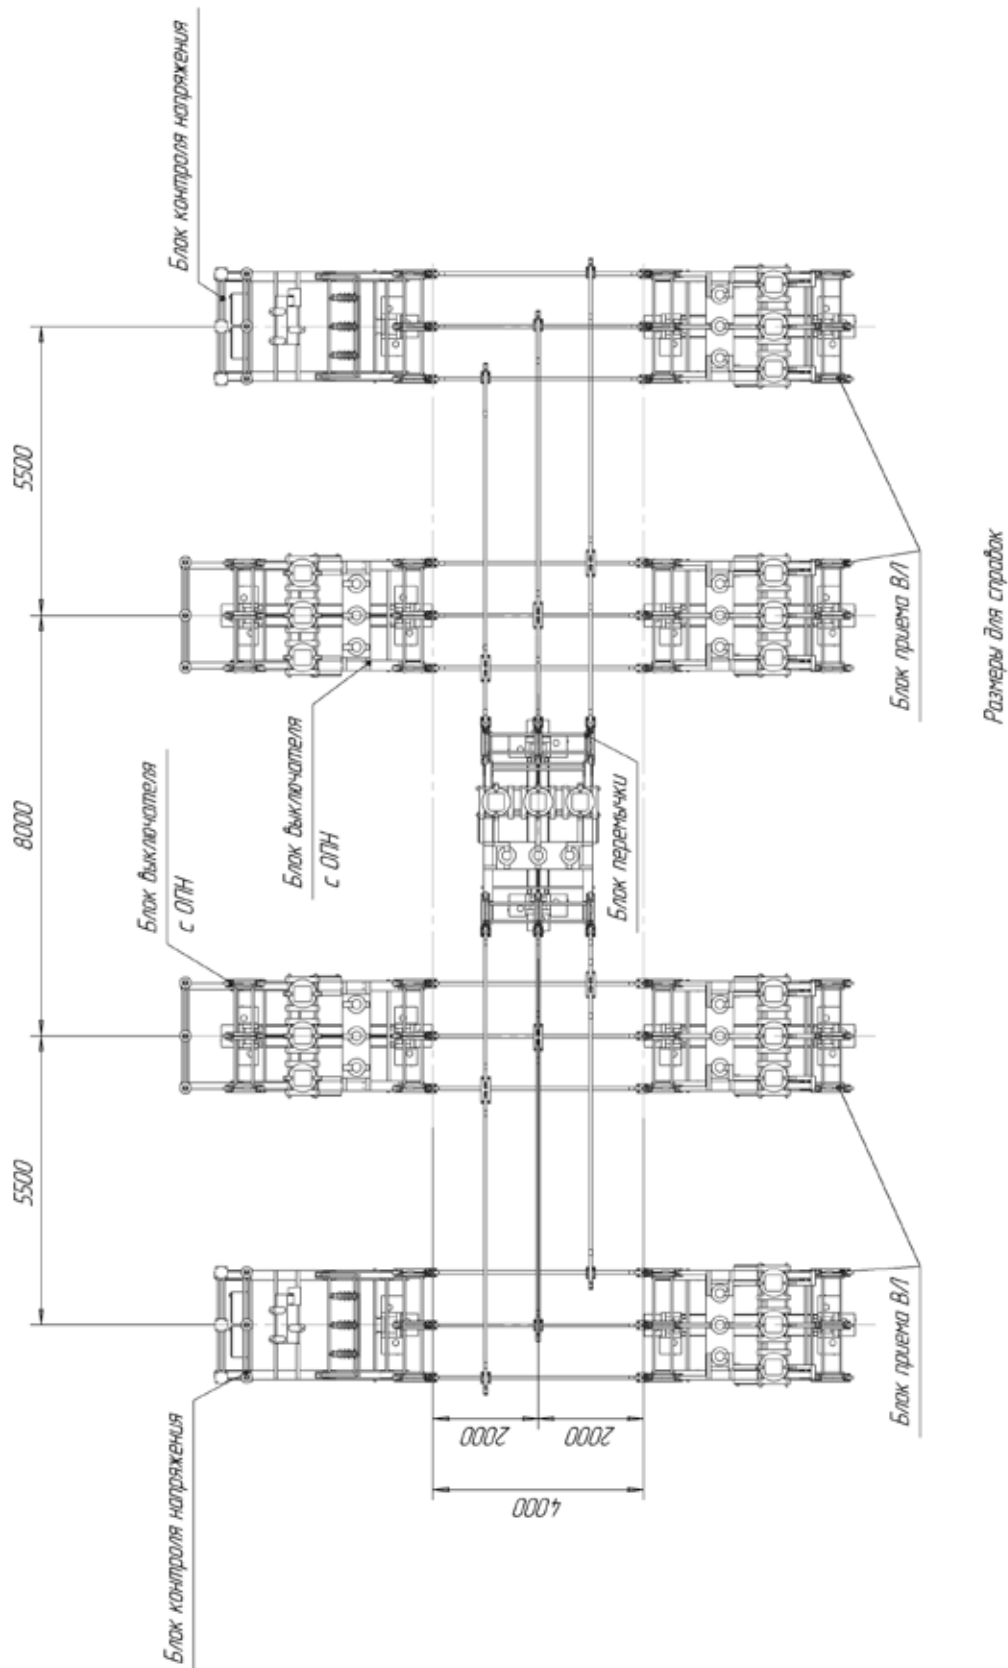 Блок контроля напряжения
5500
8000
5500
Блок выключателя
с ОПН
Блок выключателя
с ОПН
Блок контроля напряжения
Блок перемычки
2000
2000
4000
Блок приема ВЛ
Блок приема ВЛ
Размеры для справок